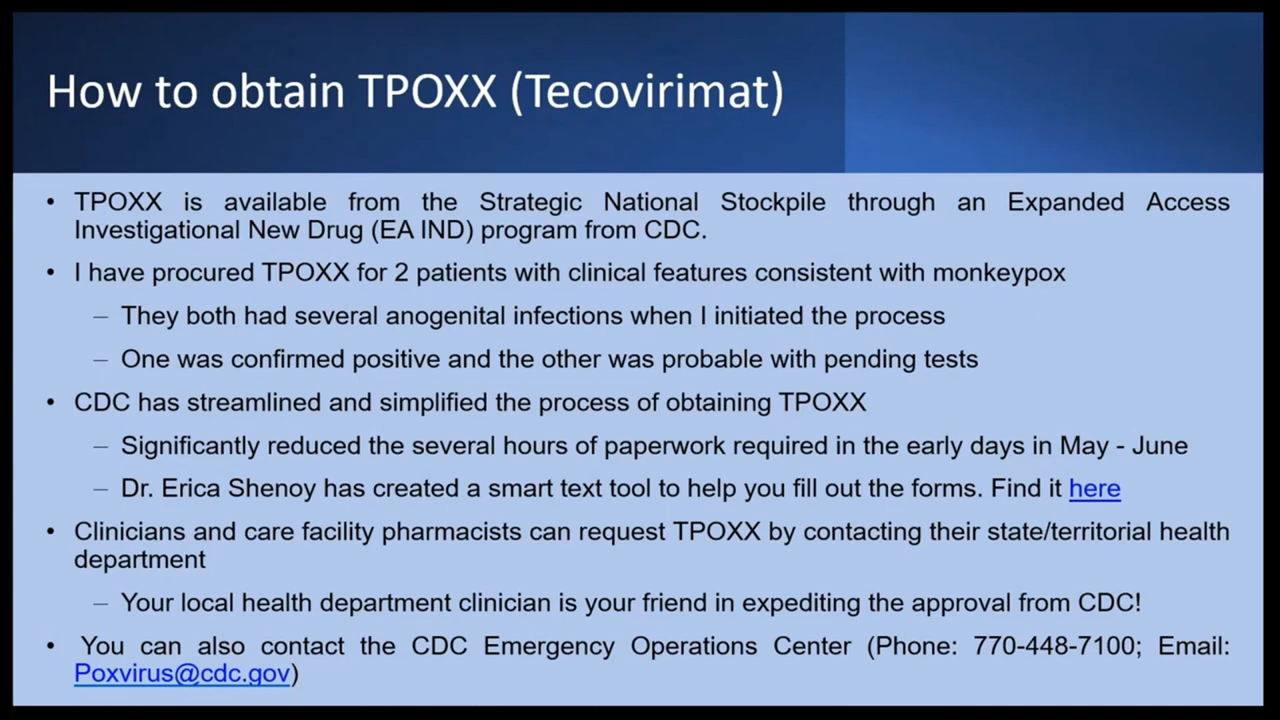 How to obtain TPOXX (Tecovirimat)
• TPOXX is available from the Strategic National Stockpile through an Expanded Access
Investigational New Drug (EA IND) program from CDC.
• I have procured TPOXX for 2 patients with clinical features consistent with monkeypox
– They both had several anogenital infections when I initiated the process
– One was confirmed positive and the other was probable with pending tests
• CDC has streamlined and simplified the process of obtaining TPOXX
– Significantly reduced the several hours of paperwork required in the early days in May - June
– Dr. Erica Shenoy has created a smart text tool to help you fill out the forms. Find it here
• Clinicians and care facility pharmacists can request TPOXX by contacting their state/territorial health
department
– Your local health department clinician is your friend in expediting the approval from CDC!
• You can also contact the CDC Emergency Operations Center (Phone: 770-448-7100; Email:
Poxvirus@cdc.gov)